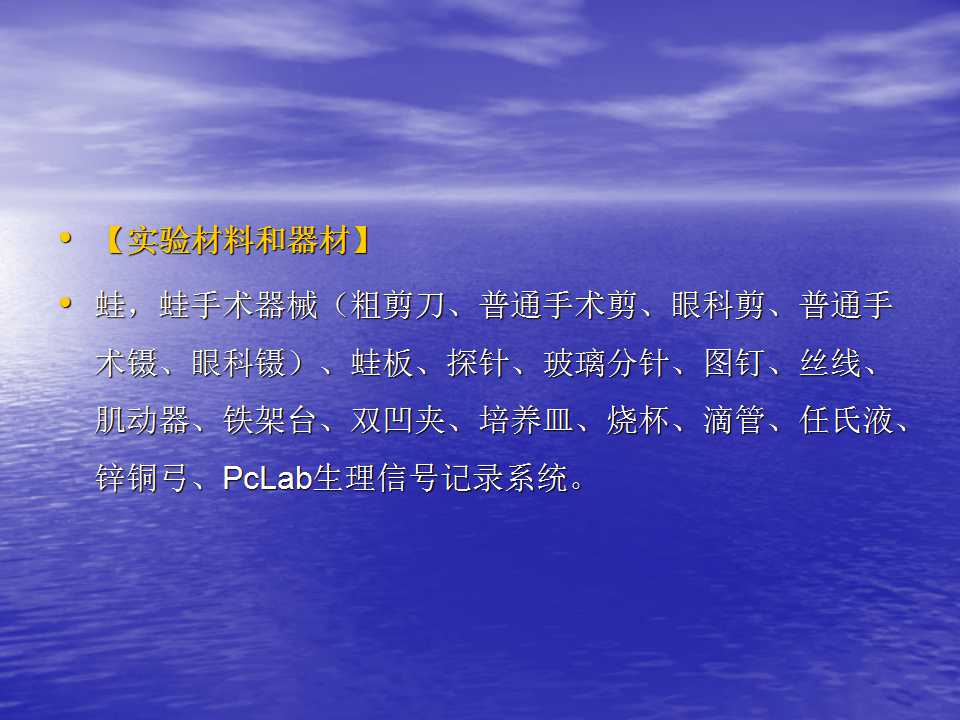 • 【实验材料和器材】
• 蛙，蛙手术器械（粗剪刀、普通手术剪、眼科剪、普通手
术镊、眼科镊）、蛙板、探针、玻璃分针、图钉、丝线、
肌动器、铁架台、双凹夹、培养皿、烧杯、滴管、任氏液、
锌铜弓、PcLab生理信号记录系统。